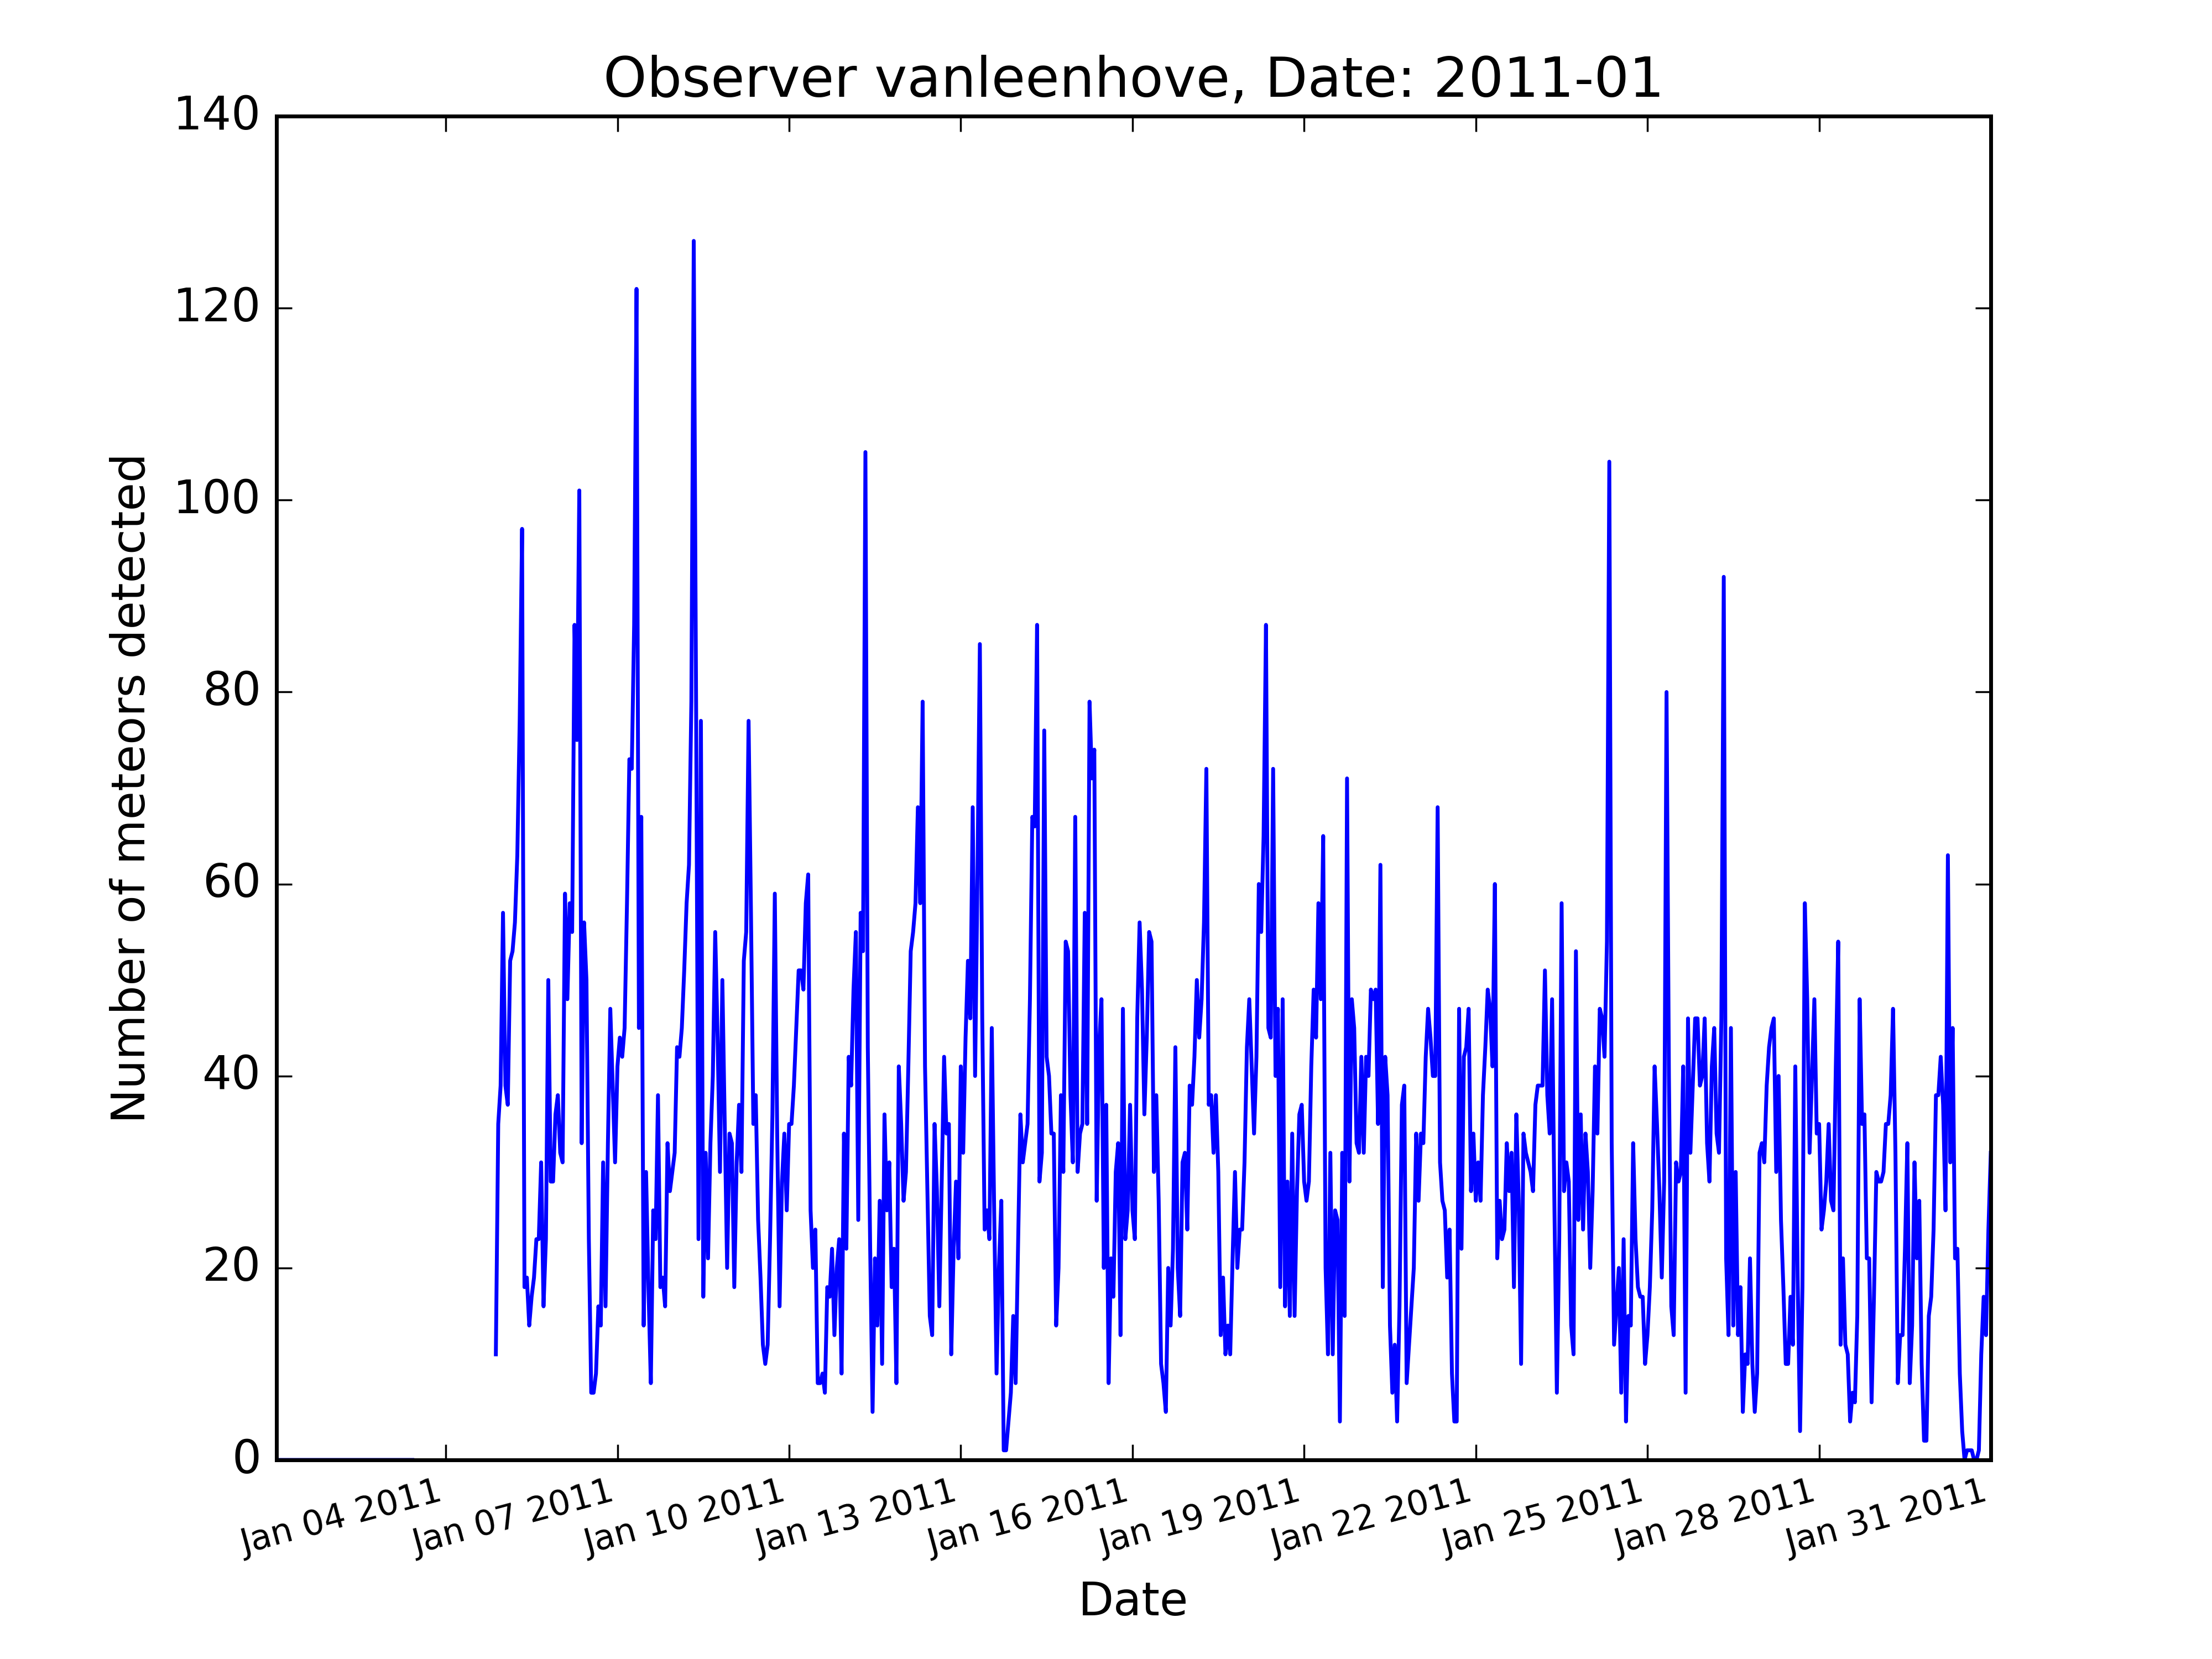 Observer vanleenhove, Date: 2011-01
140
120
100
80
60
40
20
0
Number of meteors detected
Jan 04 2011
Jan 07 2011
Jan 10 2011
Jan 13 2011
Jan 16 2011
Jan 19 2011
Jan 22 2011
Jan 25 2011
Jan 28 2011
Jan 31 2011
Date